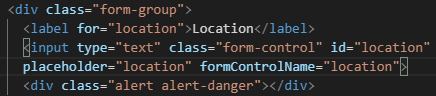 <div class="form-group">
<label for="location">Location</label>
<input type="text" class="form-control" id="location"
placeholder="location" formControlName="location">
<div class="alert alert-danger"></div>